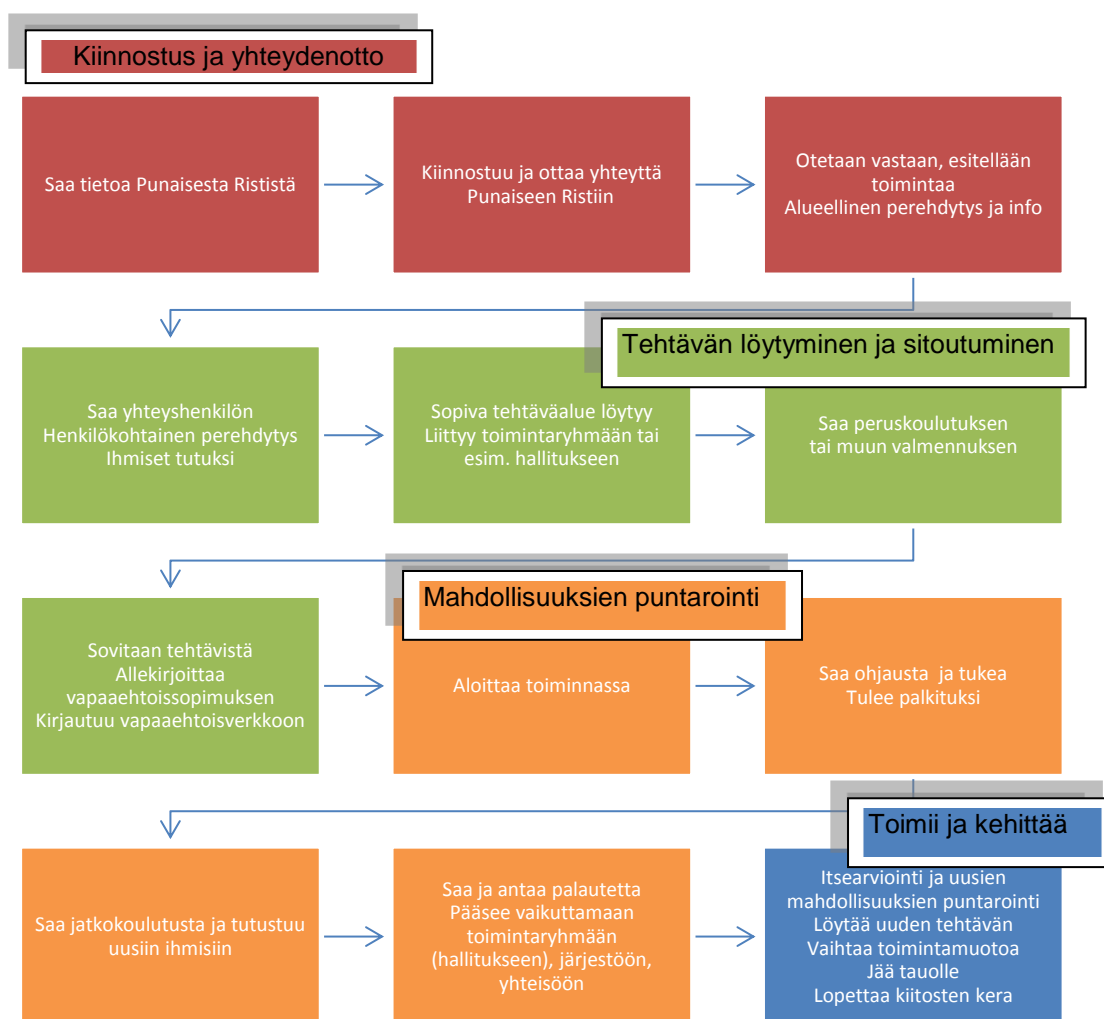 Kiinnostus ja yhteydenotto
Saa tietoa Punaisesta Rististä
Kiinnostuu ja ottaa yhteyttä
Punaiseen Ristiin
Otetaan vastaan, esitellään
toimintaa
Alueellinen perehdytys ja info
Tehtävän löytyminen ja sitoutuminen
Saa yhteyshenkilön
Henkilökohtainen perehdytys
Ihmiset tutuksi
Sopiva tehtäväalue löytyy
Liittyy toimintaryhmään tai
esim. hallitukseen
Saa peruskoulutuksen
tai muun valmennuksen
Mahdollisuuksien puntarointi
Sovitaan tehtävistä
Allekirjoittaa
vapaaehtoissopimuksen
Kirjautuu vapaaehtoisverkkoon
Aloittaa toiminnassa
Saa ohjausta ja tukea
Tulee palkituksi
Toimii ja kehittää
Saa jatkokoulutusta ja tutustuu
uusiin ihmisiin
Saa ja antaa palautetta
Pääsee vaikuttamaan
toimintaryhmään
(hallitukseen), järjestöön,
yhteisöön
Itsearviointi ja uusien
mahdollisuuksien puntarointi
Löytää uuden tehtävän
Vaihtaa toimintamuotoa
Jää tauolle
Lopettaa kiitosten kera